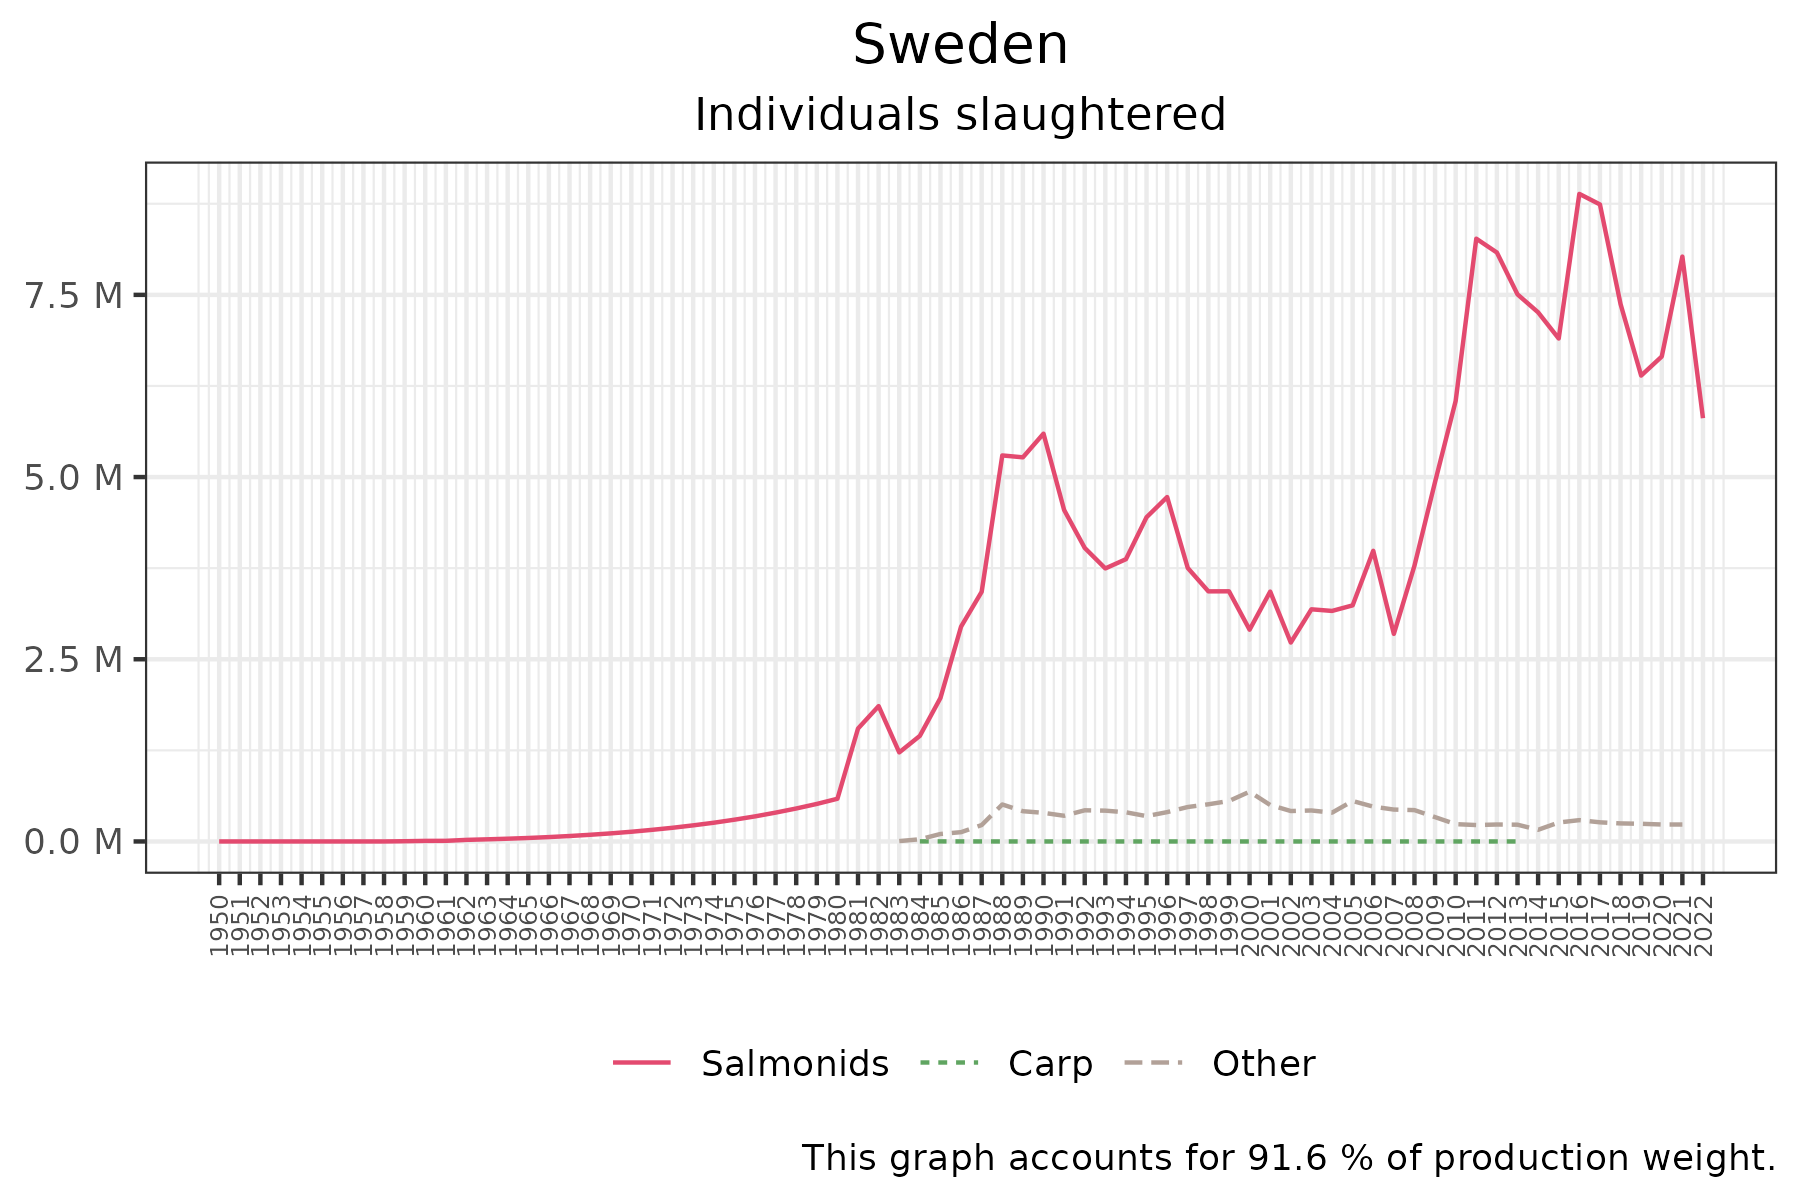 Sweden
Individuals slaughtered
7.5 M
5.0 M
2.5 M
0.0 M
1950 1951 1952 1953 1954 1955 1956 1957 1958 1959 1960 1961 1962 1963 1964 1965 1966 1967 1968 1969 1970 1971 1972 1973 1974 1975 1976 1977 1978 1979 1980 1981 1982 1983 1984 1985 1986 1987 1988 1989 1990 1991 1992 1993 1994 1995 1996 1997 1998 1999 2000 2001 2002 2003 2004 2005 2006 2007 2008 2009 2010 2011 2012 2013 2014 2015 2016 2017 2018 2019 2020 2021 2022
Salmonids Carp Other
This graph accounts for 91.6 % of production weight.